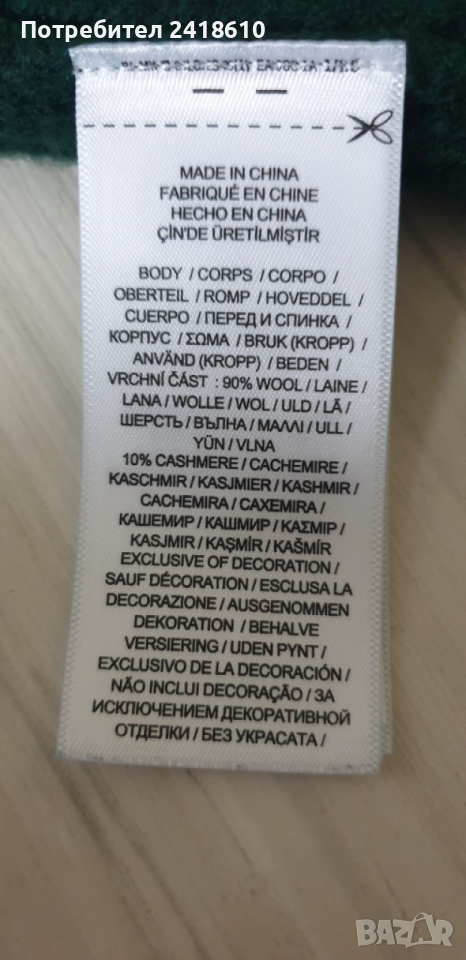 Потребител 2418610
MADE IN CHINA
FABRIQUÉ EN CHINE
HECHO EN CHINA
ÇİN'DE ÜRETİLMİŞTİR
BODY / CORPS / CORPO /
OBERTEIL / ROMP / HOVEDDEL /
CUERPO / ПЕРЕД И СПИНКА /
КОРПУС / ΣΩΜΑ / BRUK (KROPP) /
ANVÄND (KROPP) / BEDEN /
VRCHNÍ ČÁST : 90% WOOL / LAINE /
LANA / WOLLE / WOL / ULD / LÃ /
ШЕРСТЬ / ВЪЛНА / ΜΑΛΛΙ / ULL /
YÜN / VLNA
10% CASHMERE / CACHEMIRE /
KASCHMIR / KASJMIER / KASHMIR /
CACHEMIRA / CAXEMIRA /
КАШЕМИР / КАШМИР / ΚΑΣΜΙΡ /
KASJMIR / KAŞMİR / KAŠMÍR
EXCLUSIVE OF DECORATION /
SAUF DÉCORATION / ESCLUSA LA
DECORAZIONE / AUSGENOMMEN
DEKORATION / BEHALVE
VERSIERING / UDEN PYNT /
EXCLUSIVO DE LA DECORACIÓN /
NÃO INCLUI DECORAÇÃO / ЗА
ИСКЛЮЧЕНИЕМ ДЕКОРАТИВНОЙ
ОТДЕЛКИ / БЕЗ УКРАСАТА /
BAZAR